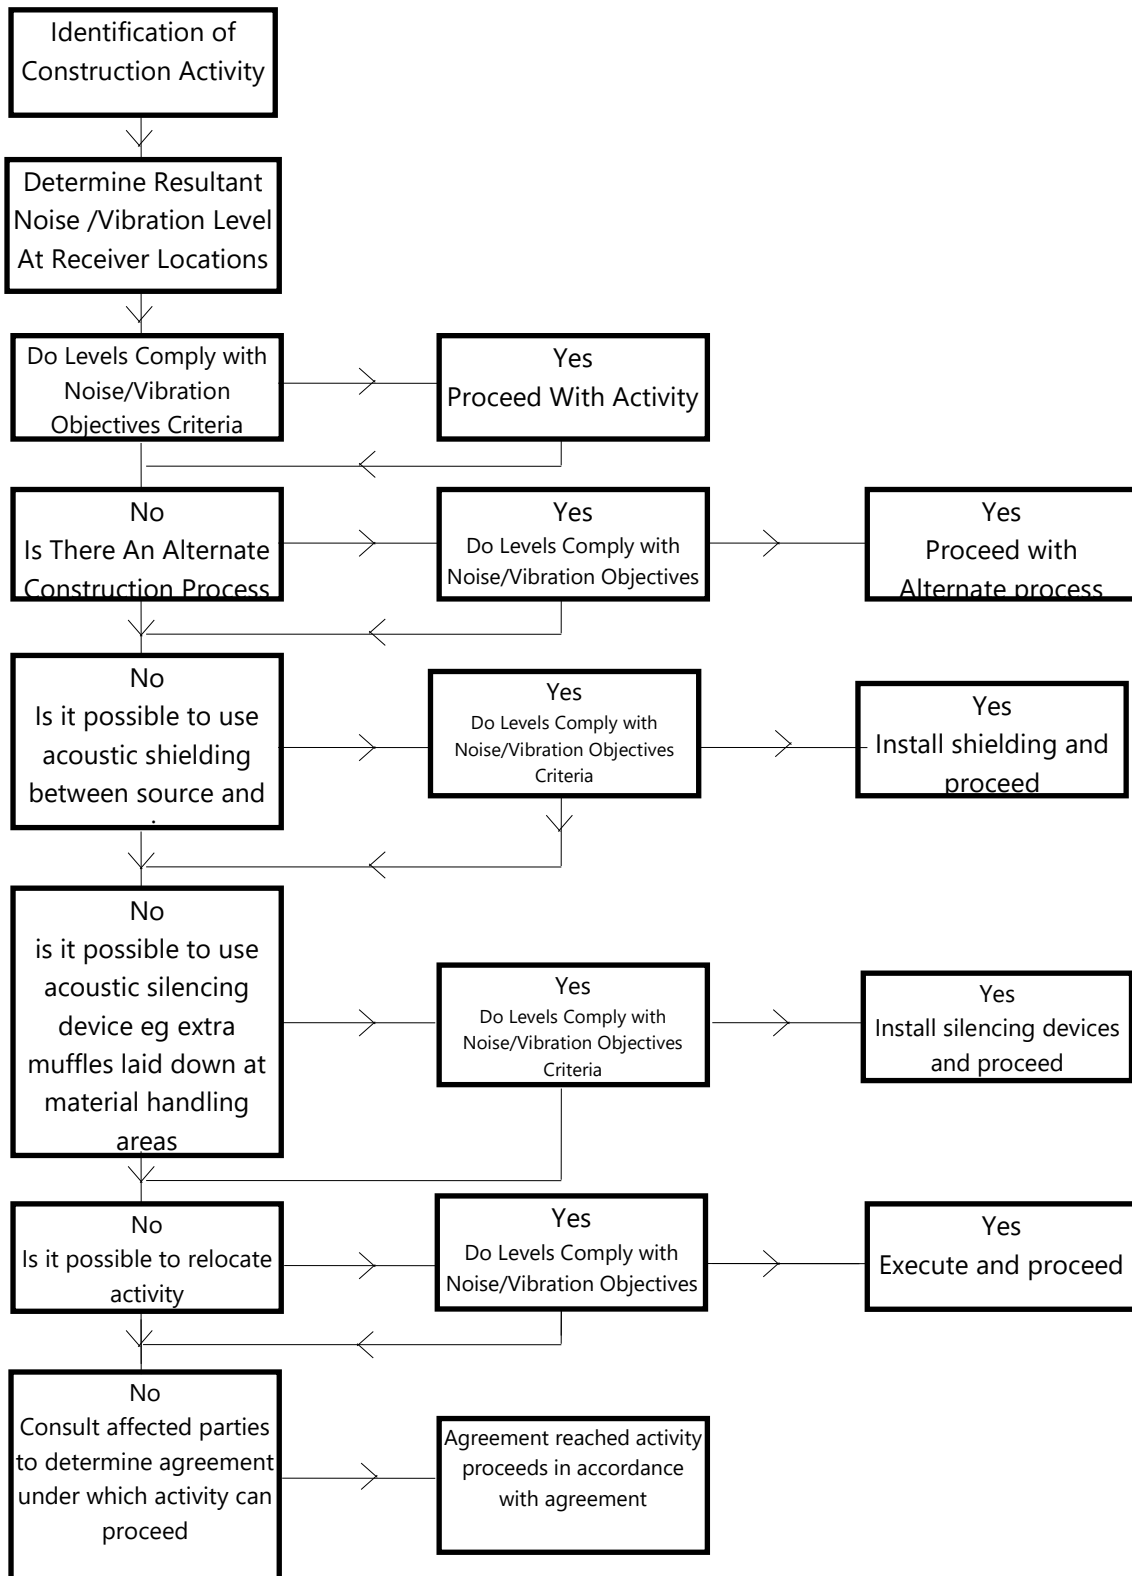 Identification of
Construction Activity
Determine Resultant
Noise /Vibration Level
At Receiver Locations
Do Levels Comply with
Noise/Vibration
Objectives Criteria
Yes
Proceed With Activity
No
Is There An Alternate
Construction Process
Yes
Do Levels Comply with
Noise/Vibration Objectives
Yes
Proceed with
Alternate process
No
Is it possible to use
acoustic shielding
between source and
Yes
Do Levels Comply with
Noise/Vibration Objectives
Criteria
Yes
Install shielding and
proceed
No
is it possible to use
acoustic silencing
device eg extra
muffles laid down at
material handling
areas
Yes
Do Levels Comply with
Noise/Vibration Objectives
Criteria
Yes
Install silencing devices
and proceed
No
Is it possible to relocate
activity
Yes
Do Levels Comply with
Noise/Vibration Objectives
Yes
Execute and proceed
No
Consult affected parties
to determine agreement
under which activity can
proceed
Agreement reached activity
proceeds in accordance
with agreement